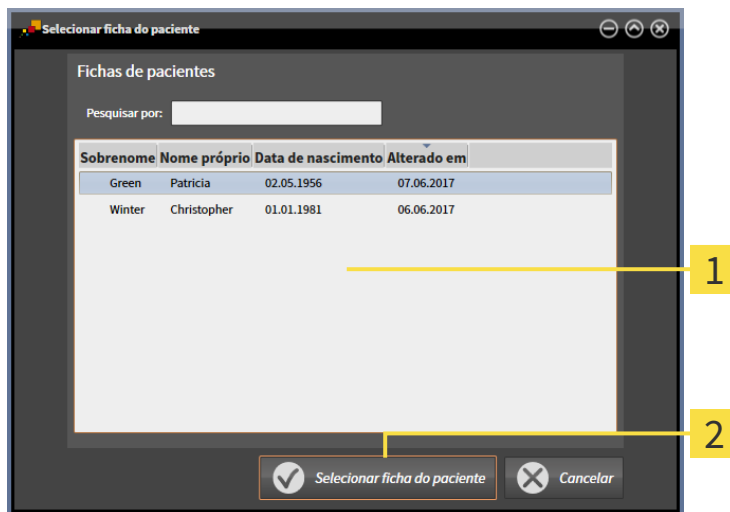 Selecionar ficha do paciente
Fichas de pacientes
Pesquisar por:
Sobrenome Nome próprio Data de nascimento Alterado em
Green Patricia 02.05.1956 07.06.2017
Winter Christopher 01.01.1981 06.06.2017
1
2
Selecionar ficha do paciente Cancelar